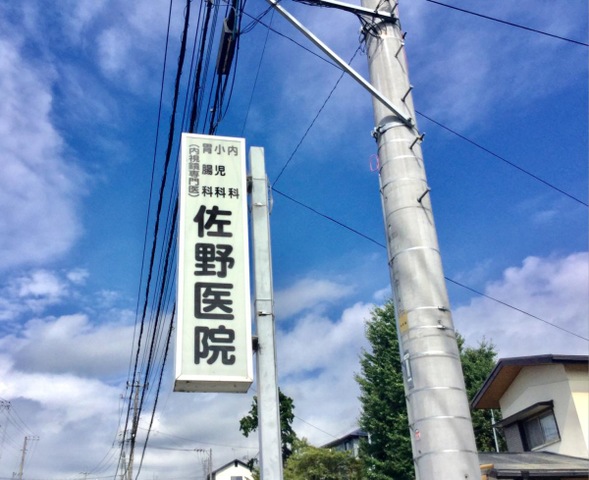 内科
小児科
胃腸科
(内視鏡専門医)
佐野医院